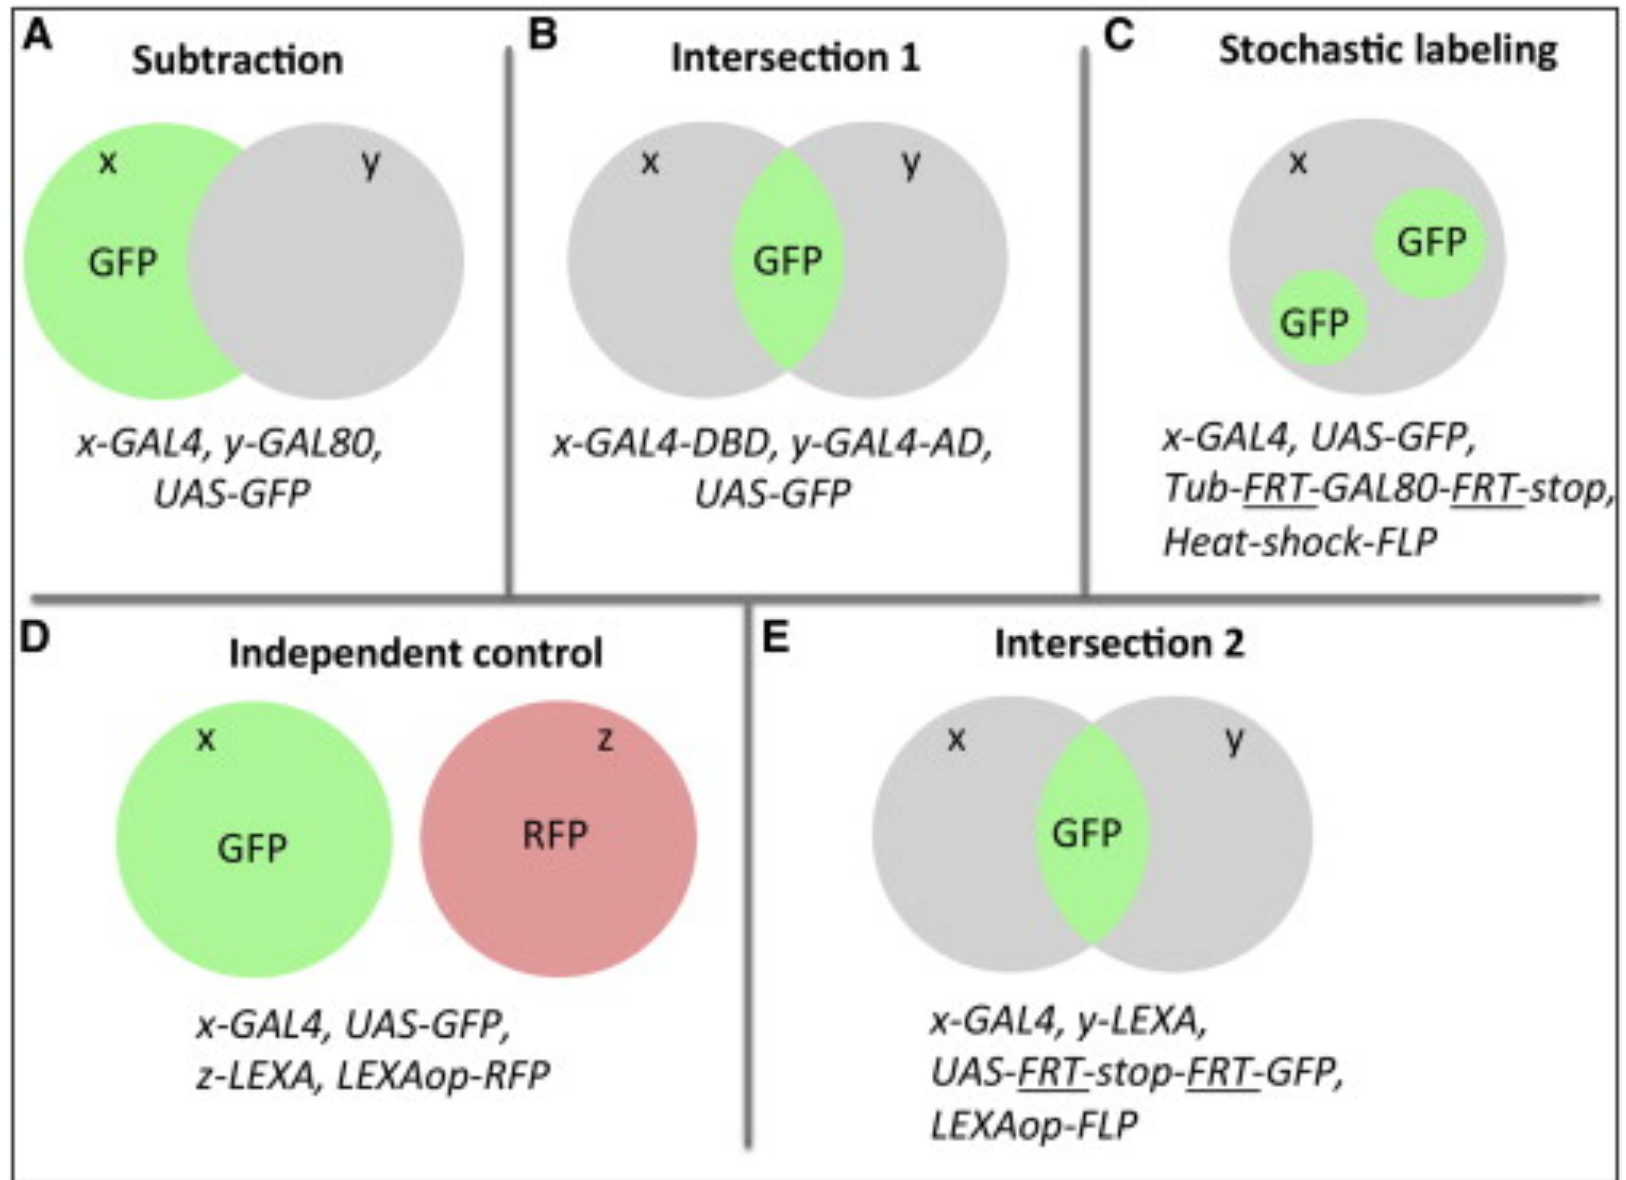 A
Subtraction
x
y
GFP
x-GAL4, y-GAL80,
UAS-GFP
B
Intersection 1
x
y
GFP
x-GAL4-DBD, y-GAL4-AD,
UAS-GFP
C
Stochastic labeling
x
GFP
GFP
x-GAL4, UAS-GFP,
Tub-FRT-GAL80-FRT-stop,
Heat-shock-FLP
D
Independent control
x
z
GFP
RFP
x-GAL4, UAS-GFP,
z-LEXA, LEXAop-RFP
E
Intersection 2
x
y
GFP
x-GAL4, y-LEXA,
UAS-FRT-stop-FRT-GFP,
LEXAop-FLP